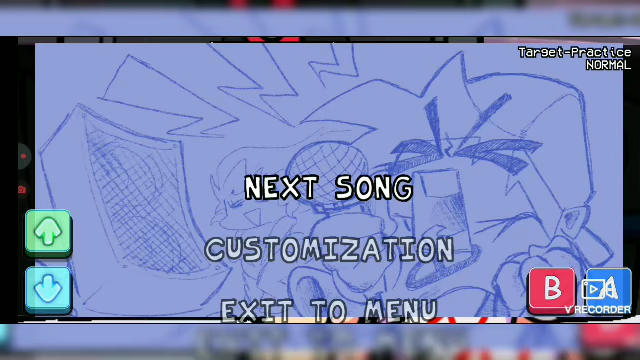 Target-Practice
NORMAL
NEXT SONG
CUSTOMIZATION
EXIT TO MENU
B
A
V RECORDER